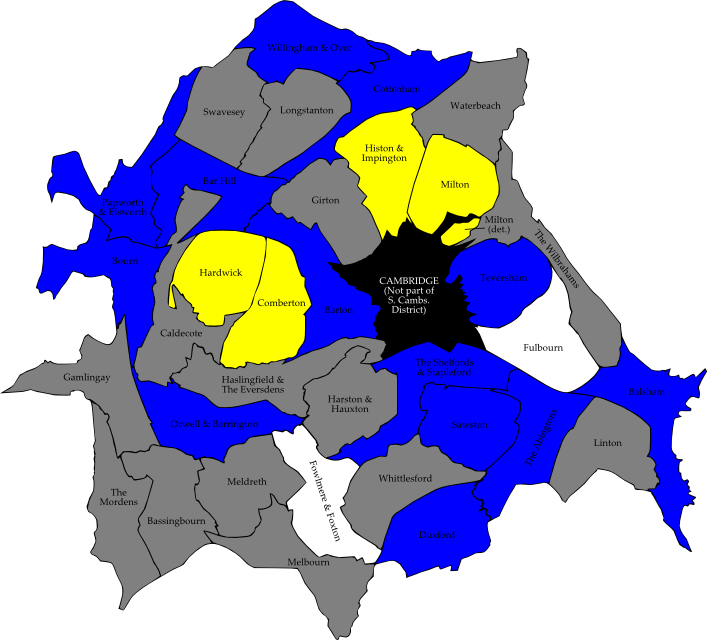 Willingham & Over
Cottenham
Swavesey
Longstanton
Waterbeach
Histon &
Impington
Milton
Bar Hill
Papworth
& Elsworth
Girton
Milton
(det.)
The Wilbrahams
Bourn
Hardwick
Comberton
Barton
CAMBRIDGE
(Not part of
S. Cambs.
District)
Teversham
Caldecote
Fulbourn
The Shelfords
& Stapleford
Gamlingay
Haslingfield &
The Eversdens
Harston &
Hauxton
Balsham
Orwell & Barrington
Sawston
The Abingtons
Linton
The
Mordens
Bassingbourn
Meldreth
Fowlmere & Foxton
Whittlesford
Duxford
Melbourn